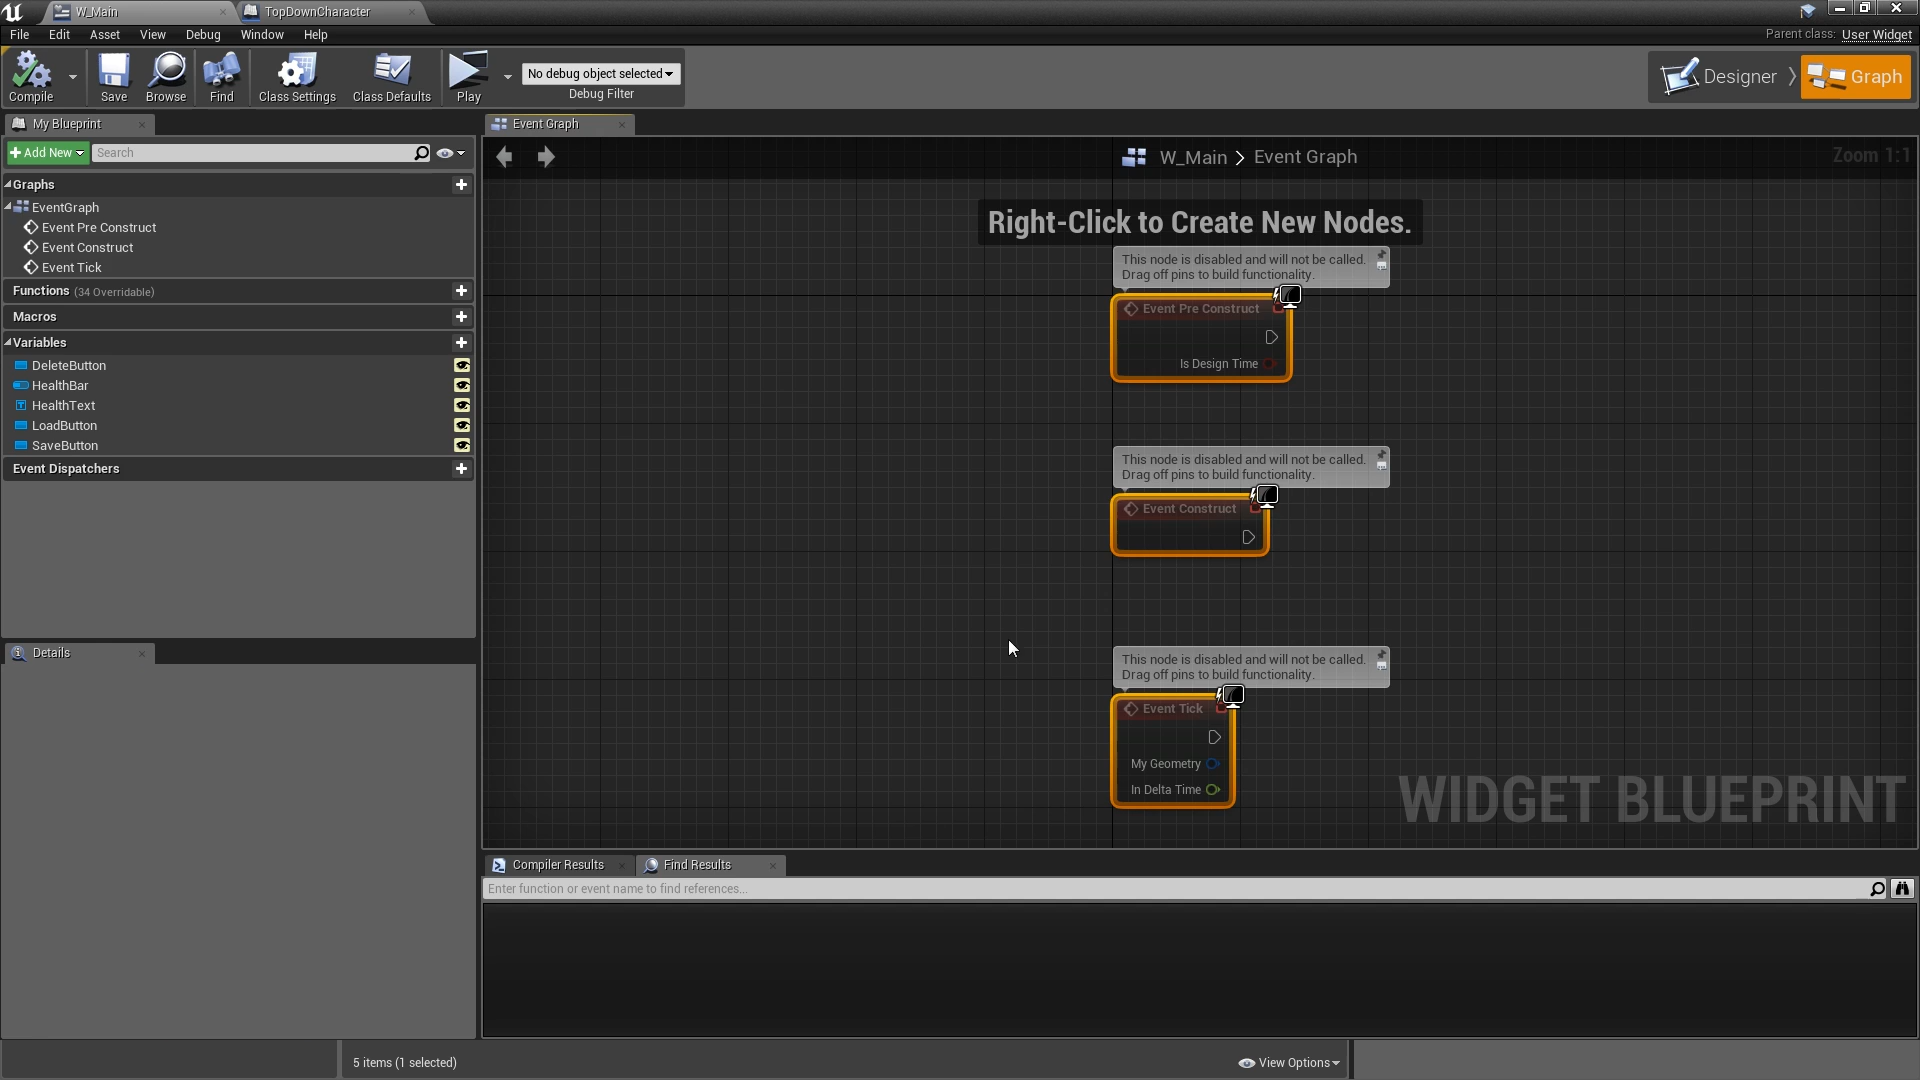 W_Main
TopDownCharacter
File Edit Asset View Debug Window Help
Parent class: User Widget
Compile
Save
Browse
Find
Class Settings
Class Defaults
Play
No debug object selected
Debug Filter
Designer
Graph
My Blueprint
Event Graph
Add New
Search
W_Main > Event Graph
Zoom 1:1
Graphs
EventGraph
Event Pre Construct
Event Construct
Event Tick
Functions (34 Overridable)
Macros
Variables
DeleteButton
HealthBar
HealthText
LoadButton
SaveButton
Event Dispatchers
Right-Click to Create New Nodes.
This node is disabled and will not be called.
Drag off pins to build functionality.
Event Pre Construct
Is Design Time
This node is disabled and will not be called.
Drag off pins to build functionality.
Event Construct
This node is disabled and will not be called.
Drag off pins to build functionality.
Event Tick
My Geometry
In Delta Time
WIDGET BLUEPRINT
Details
Compiler Results
Find Results
Enter function or event name to find references...
5 items (1 selected)
View Options